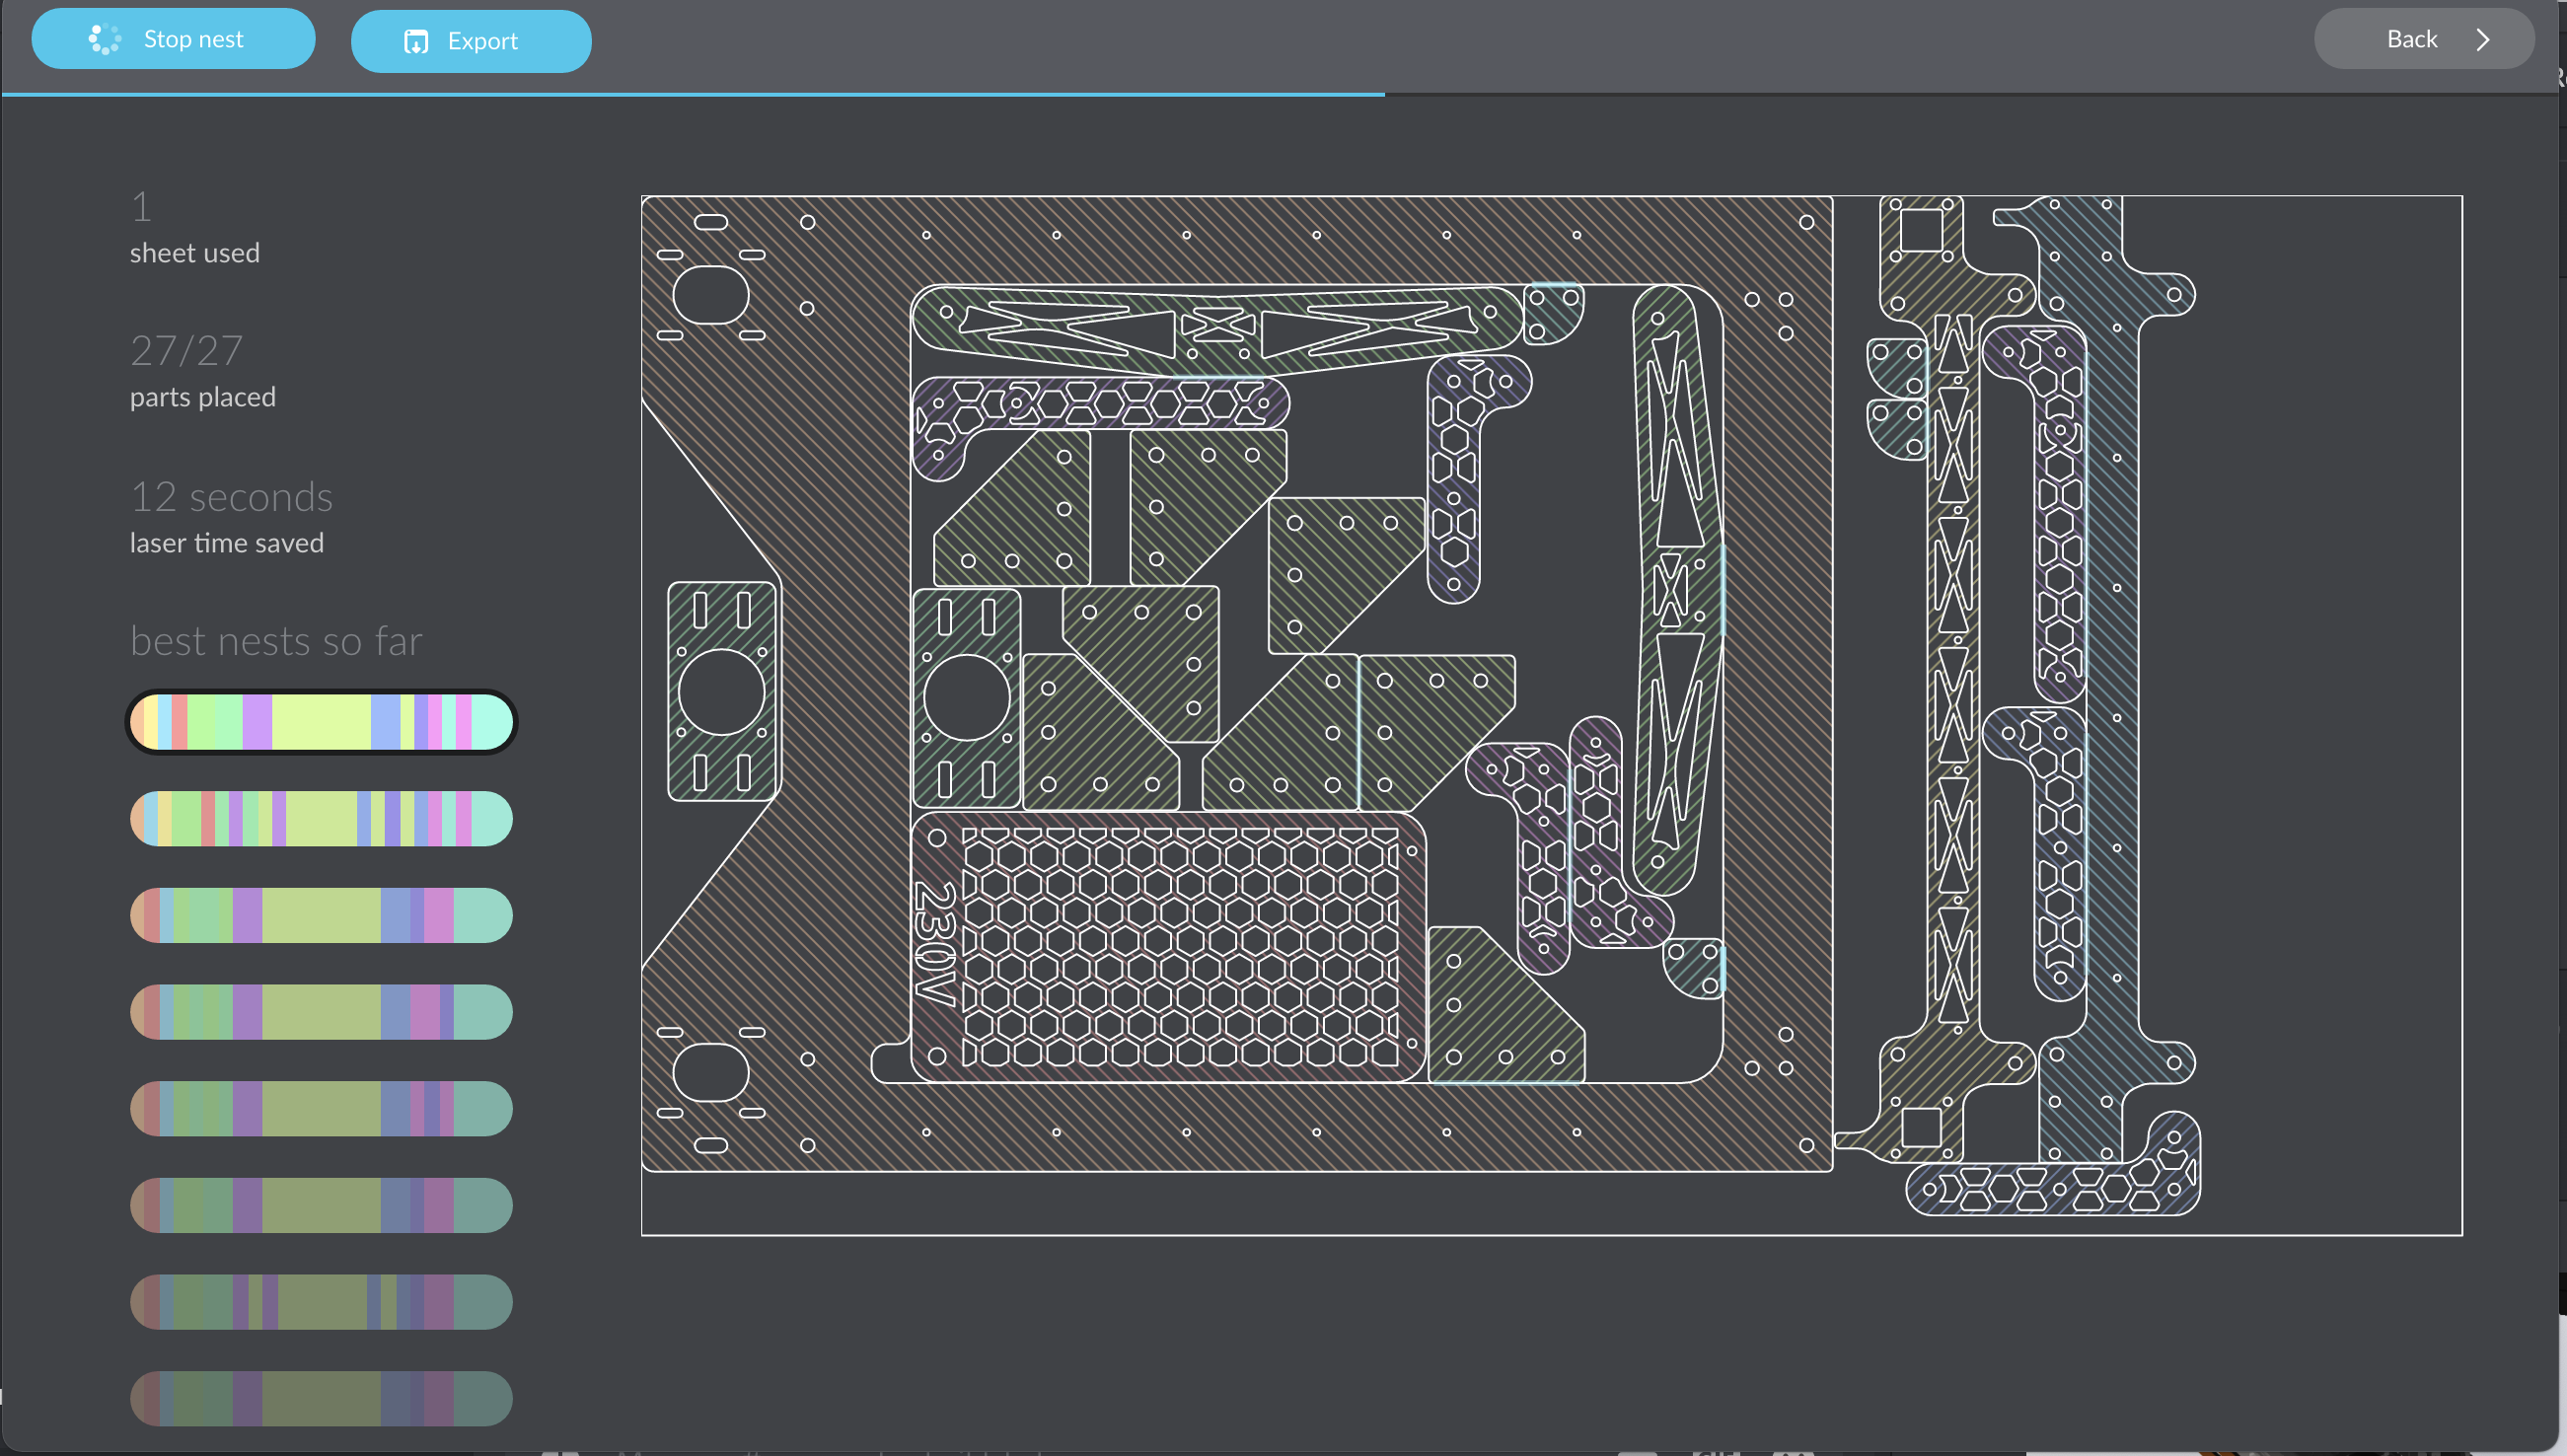 Stop nest
Export
Back
1
sheet used
27/27
parts placed
12 seconds
laser time saved
best nests so far
230V